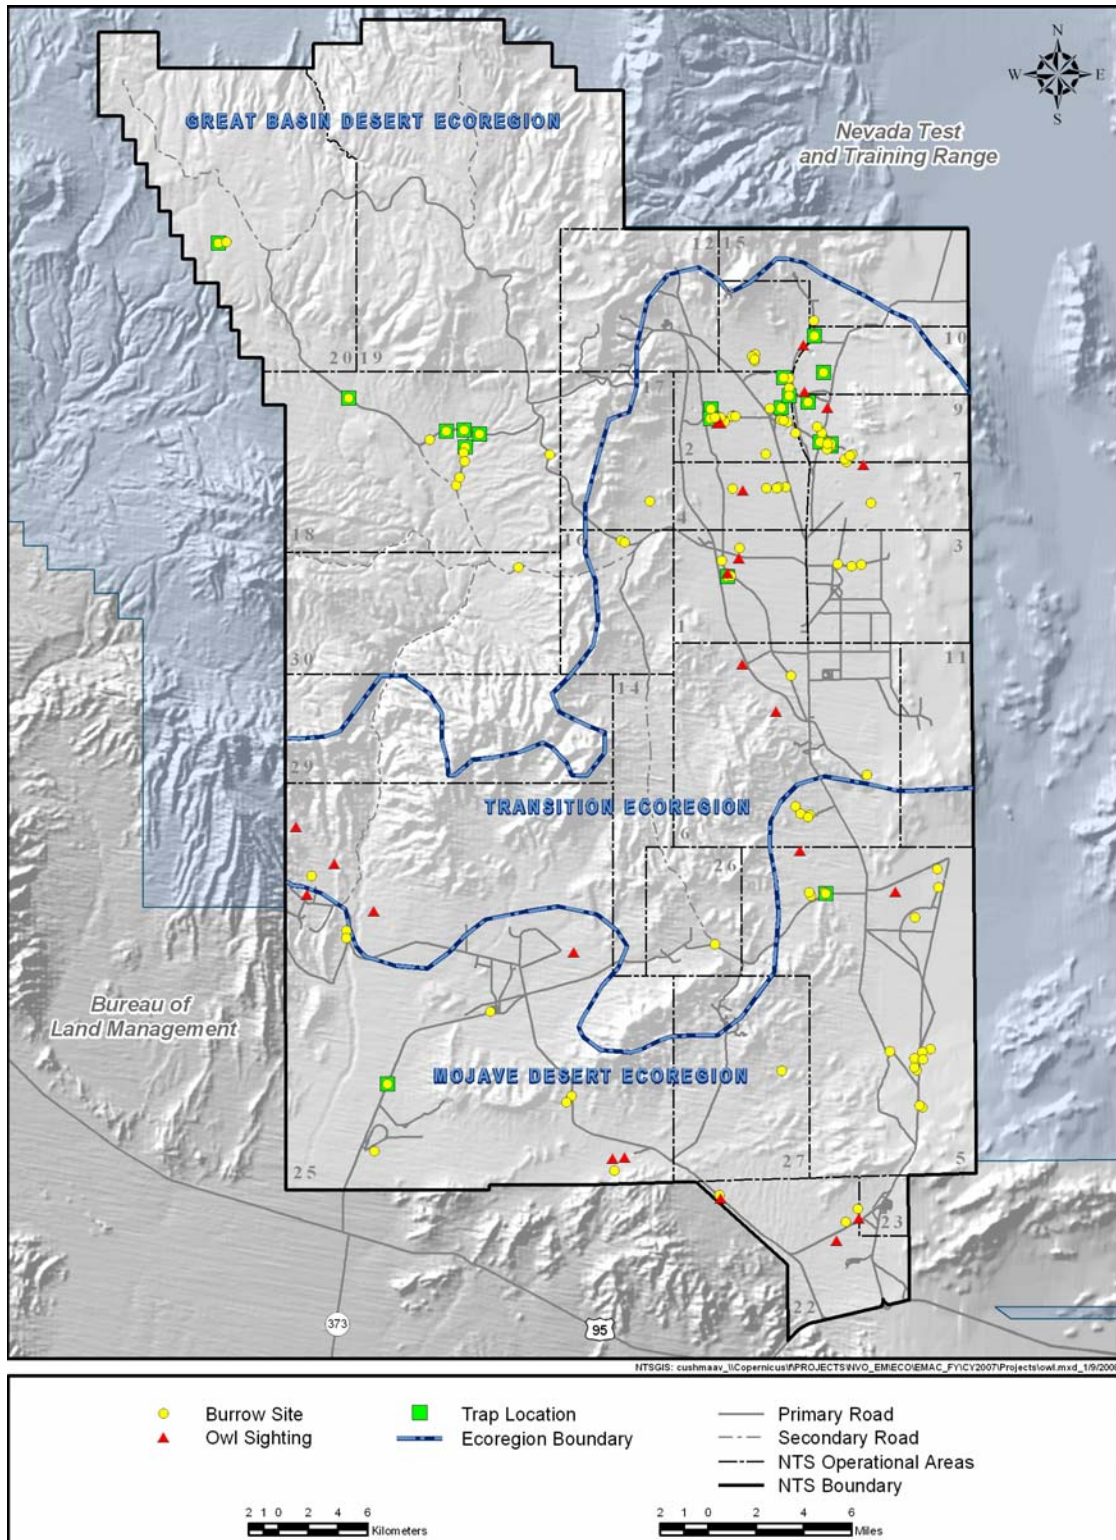 N
W E
S
GREAT BASIN DESERT ECOREGION
Nevada Test
and Training Range
12 15
10
20 19
17
9
2
7
4
18
16
3
1
11
30
14
29
TRANSITION ECOREGION
6
26
Bureau of
Land Management
MOJAVE DESERT ECOREGION
25
27
5
23
22
373
95
Burrow Site
Owl Sighting
Trap Location
Ecoregion Boundary
Primary Road
Secondary Road
NTS Operational Areas
NTS Boundary
2 1 0 2 4 6
Kilometers
2 0 2 4 6
Miles